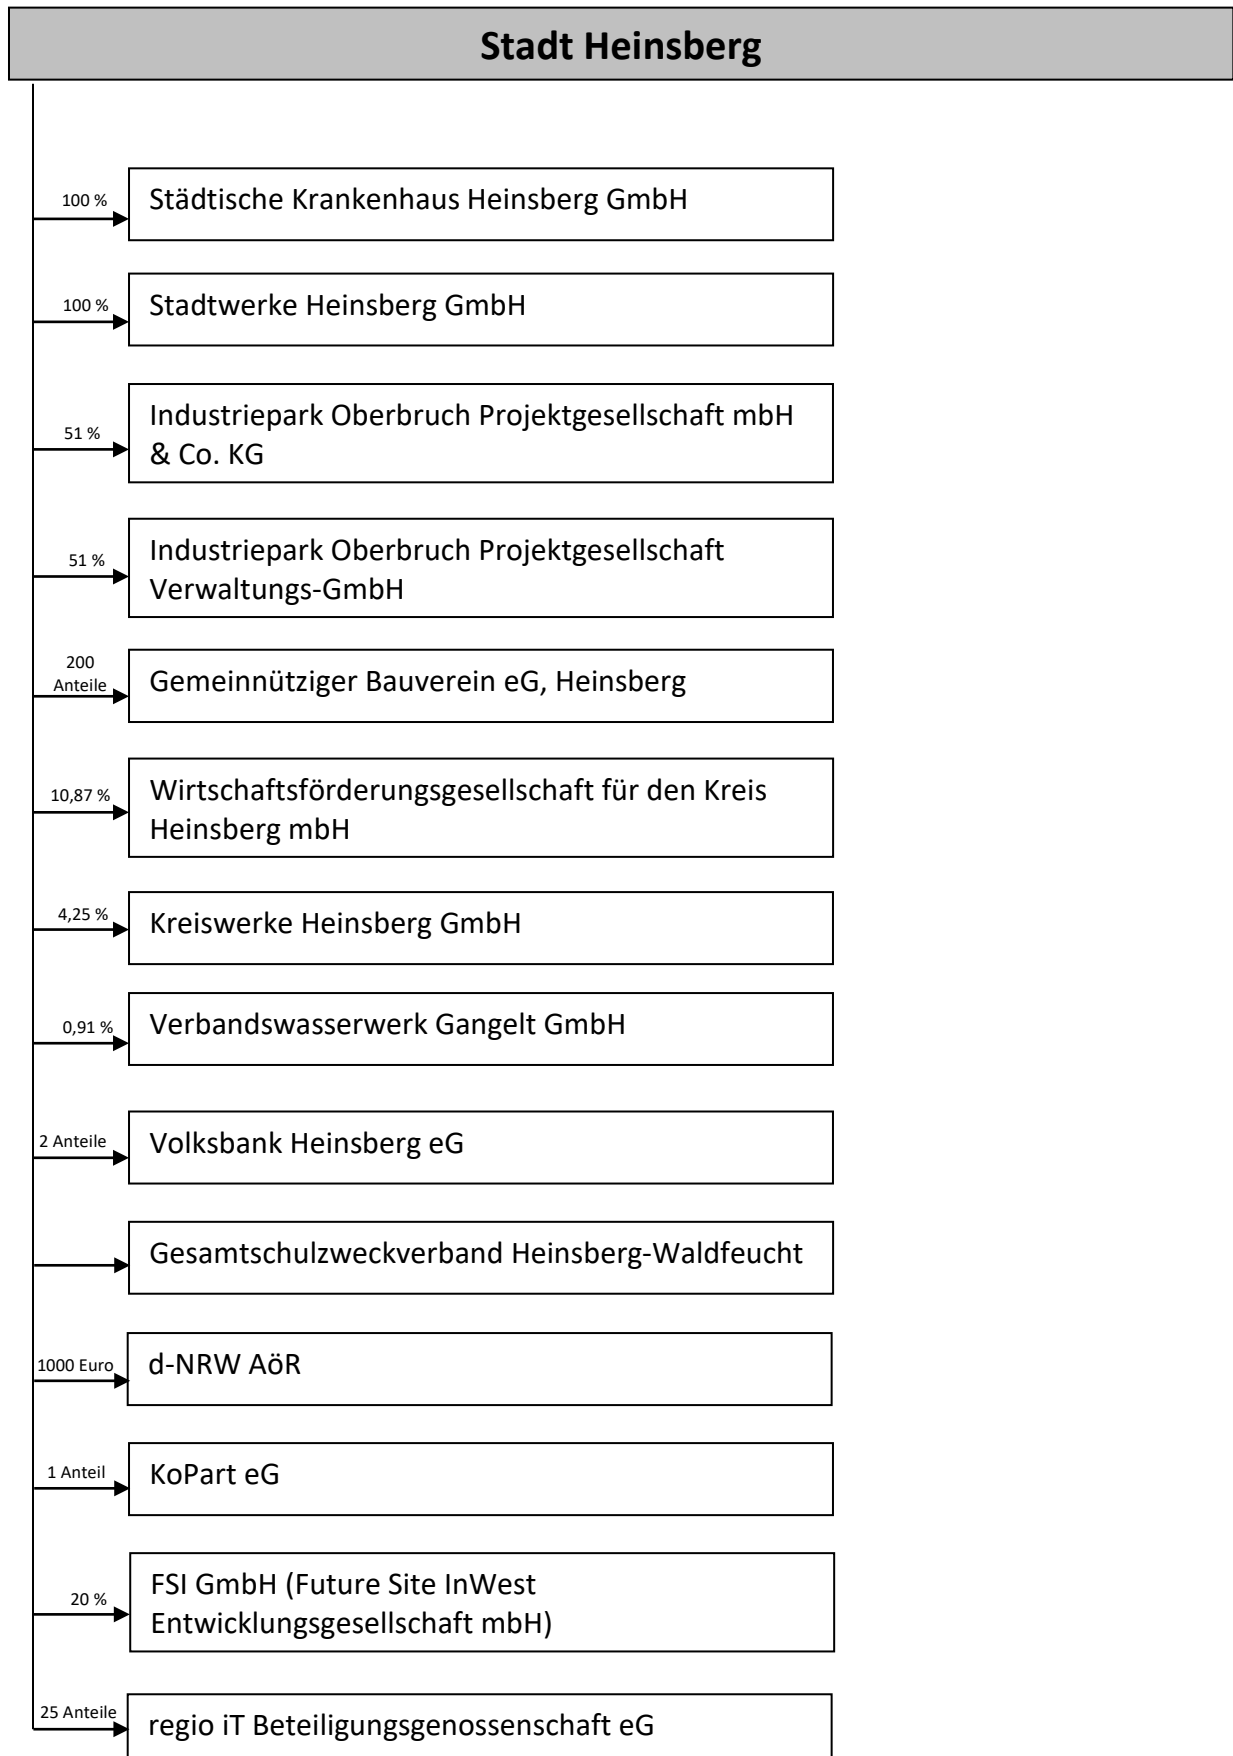 Stadt Heinsberg
100 %
Städtische Krankenhaus Heinsberg GmbH
100 %
Stadtwerke Heinsberg GmbH
51 %
Industriepark Oberbruch Projektgesellschaft mbH
& Co. KG
51 %
Industriepark Oberbruch Projektgesellschaft
Verwaltungs-GmbH
200
Anteile
Gemeinnütziger Bauverein eG, Heinsberg
10,87 %
Wirtschaftsförderungsgesellschaft für den Kreis
Heinsberg mbH
4,25 %
Kreiswerke Heinsberg GmbH
0,91 %
Verbandswasserwerk Gangelt GmbH
2 Anteile
Volksbank Heinsberg eG
Gesamtschulzweckverband Heinsberg-Waldfeucht
1000 Euro
d-NRW AöR
1 Anteil
KoPart eG
20 %
FSI GmbH (Future Site InWest
Entwicklungsgesellschaft mbH)
25 Anteile
regio iT Beteiligungsgenossenschaft eG